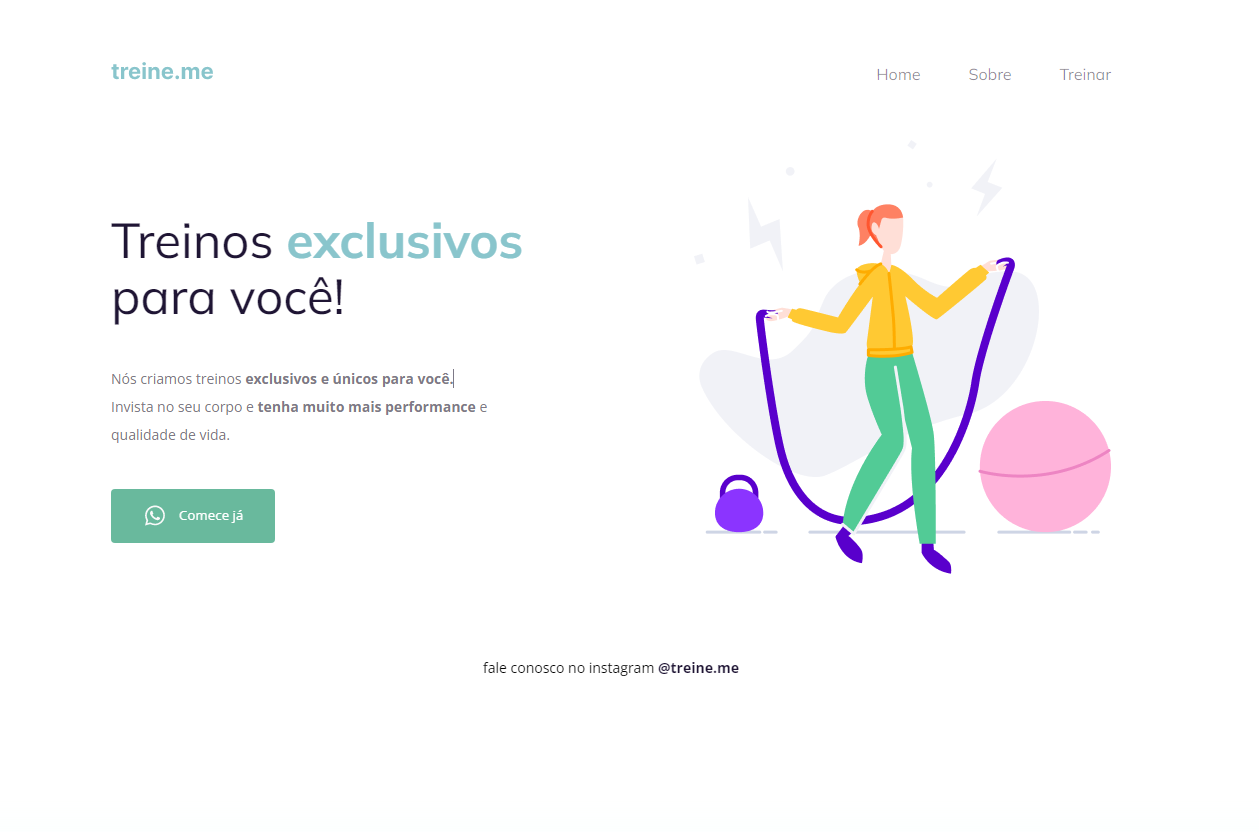 treine.me
Home Sobre Treinar
Treinos exclusivos
para você!
Nós criamos treinos exclusivos e únicos para você.
Invista no seu corpo e tenha muito mais performance e
qualidade de vida.
Comece já
fale conosco no instagram @treine.me